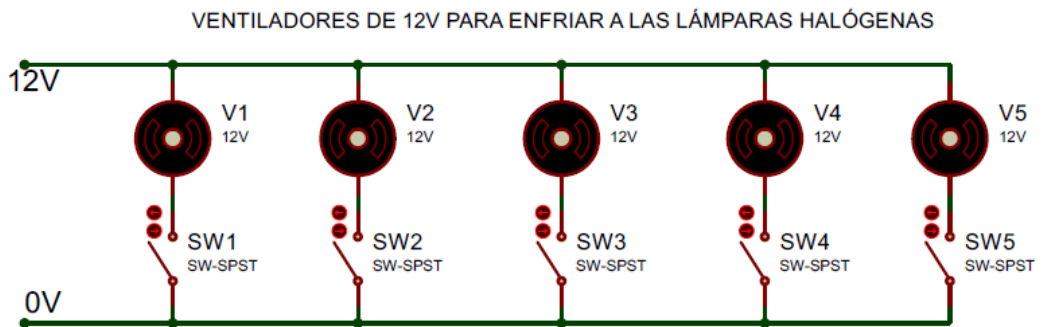 VENTILADORES DE 12V PARA ENFRIAR A LAS LÁMPARAS HALÓGENAS
12V
V1
12V
V2
12V
V3
12V
V4
12V
V5
12V
SW1
SW-SPST
SW2
SW-SPST
SW3
SW-SPST
SW4
SW-SPST
SW5
SW-SPST
0V